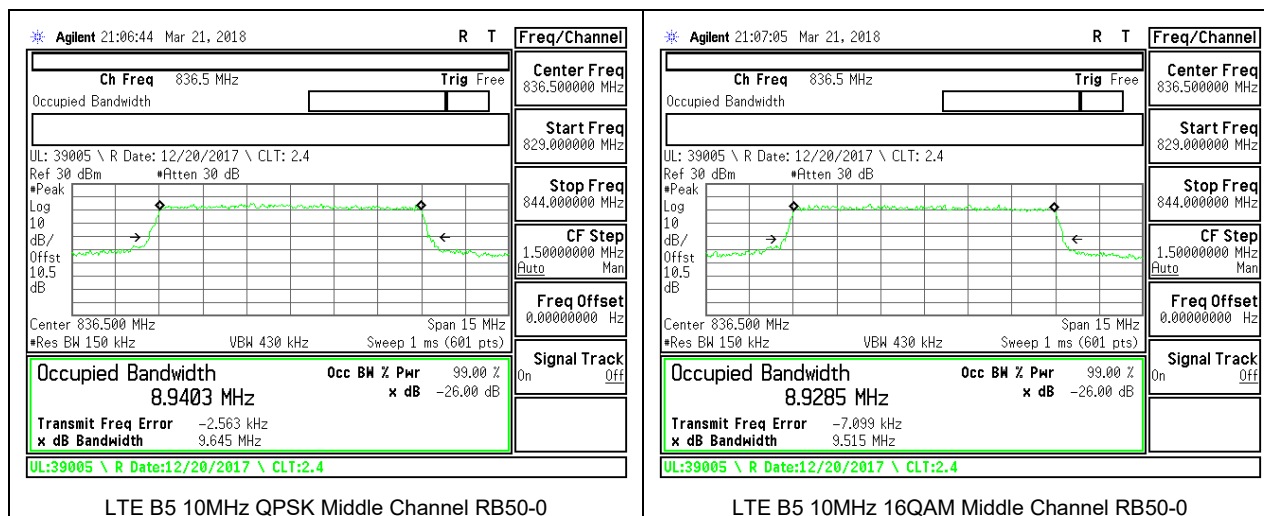 Agilent 21:06:44 Mar 21, 2018 R T
Freq/Channel
Ch Freq 836.5 MHz Trig Free
Occupied Bandwidth
Center Freq
836.500000 MHz
Start Freq
829.000000 MHz
UL: 39005 \ R Date: 12/20/2017 \ CLT: 2.4
Ref 30 dBm #Atten 30 dB
#Peak
Log
10
dB/
Offst
10.5
dB
Stop Freq
844.000000 MHz
CF Step
1.50000000 MHz
Auto Man
Freq Offset
0.00000000 Hz
Center 836.500 MHz Span 15 MHz
#Res BW 150 kHz VBW 430 kHz Sweep 1 ms (601 pts)
Signal Track
On Off
Occupied Bandwidth Occ BW % Pwr 99.00 %
8.9403 MHz x dB -26.00 dB
Transmit Freq Error -2.563 kHz
x dB Bandwidth 9.645 MHz
UL:39005 \ R Date:12/20/2017 \ CLT:2.4
LTE B5 10MHz QPSK Middle Channel RB50-0
Agilent 21:07:05 Mar 21, 2018 R T
Freq/Channel
Ch Freq 836.5 MHz Trig Free
Occupied Bandwidth
Center Freq
836.500000 MHz
Start Freq
829.000000 MHz
UL: 39005 \ R Date: 12/20/2017 \ CLT: 2.4
Ref 30 dBm #Atten 30 dB
#Peak
Log
10
dB/
Offst
10.5
dB
Stop Freq
844.000000 MHz
CF Step
1.50000000 MHz
Auto Man
Freq Offset
0.00000000 Hz
Center 836.500 MHz Span 15 MHz
#Res BW 150 kHz VBW 430 kHz Sweep 1 ms (601 pts)
Signal Track
On Off
Occupied Bandwidth Occ BW % Pwr 99.00 %
8.9285 MHz x dB -26.00 dB
Transmit Freq Error -7.099 kHz
x dB Bandwidth 9.515 MHz
UL:39005 \ R Date:12/20/2017 \ CLT:2.4
LTE B5 10MHz 16QAM Middle Channel RB50-0